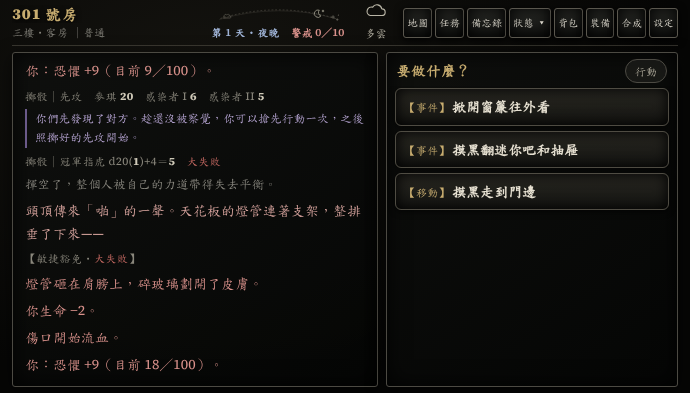 301 號房
三樓・客房｜普通
第 1 天・夜晚 警戒 0/10
多雲
地圖 任務 備忘錄 狀態 ▾ 背包 裝備 合成 設定
你：恐懼 +9（目前 9／100）。
擲骰｜先攻 參琪 20 感染者 I 6 感染者 II 5
你們先發現了對方。趁還沒被察覺，你可以搶先行動一次，之後
照擲好的先攻開始。
擲骰｜冠軍指虎 d20(1)+4＝5 大失敗
揮空了，整個人被自己的力道帶得失去平衡。
頭頂傳來「啪」的一聲。天花板的燈管連著支架，整排
垂了下來——
【敏捷豁免・大失敗】
燈管砸在肩膀上，碎玻璃劃開了皮膚。
你生命 −2。
傷口開始流血。
你：恐懼 +9（目前 18／100）。
要做什麼？
行動
【事件】掀開窗簾往外看
【事件】摸黑翻迷你吧和抽屜
【移動】摸黑走到門邊